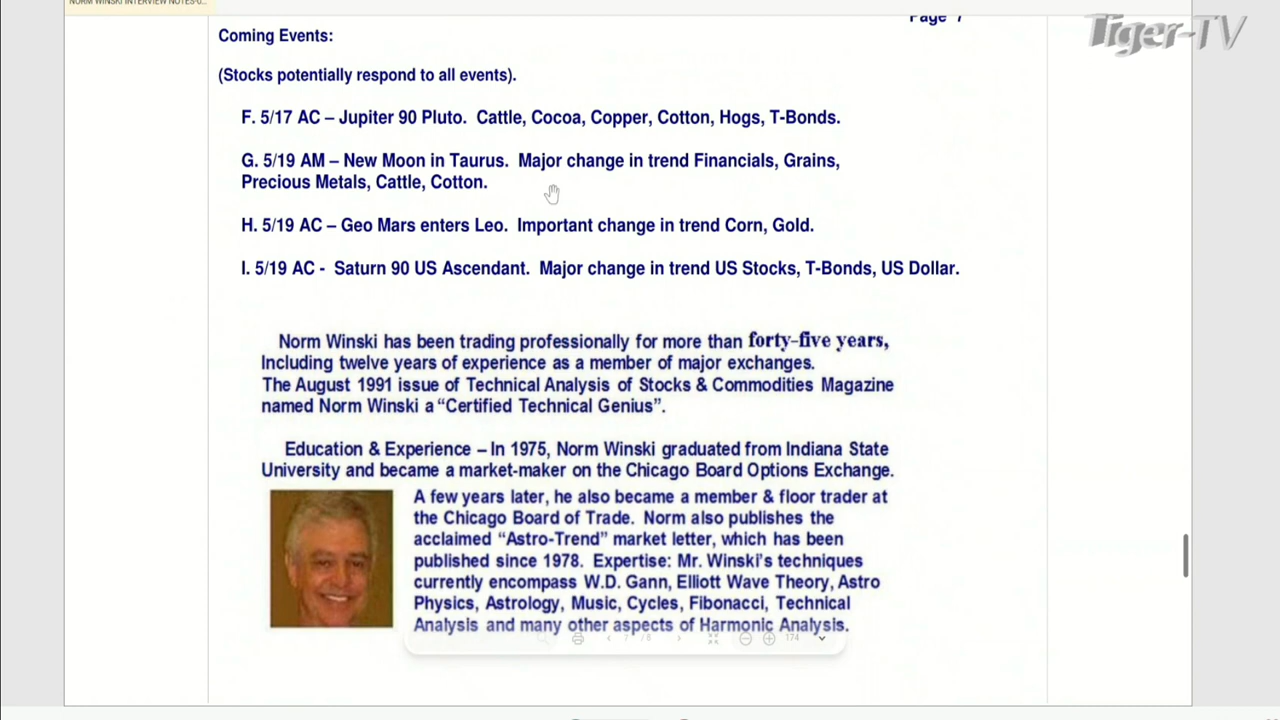 NORM WINSKI INTERVIEW NOTES-0...
Page 7
Tiger-TV
Coming Events:
(Stocks potentially respond to all events).
F. 5/17 AC – Jupiter 90 Pluto. Cattle, Cocoa, Copper, Cotton, Hogs, T-Bonds.
G. 5/19 AM – New Moon in Taurus. Major change in trend Financials, Grains,
Precious Metals, Cattle, Cotton.
H. 5/19 AC – Geo Mars enters Leo. Important change in trend Corn, Gold.
I. 5/19 AC - Saturn 90 US Ascendant. Major change in trend US Stocks, T-Bonds, US Dollar.
Norm Winski has been trading professionally for more than forty-five years,
Including twelve years of experience as a member of major exchanges.
The August 1991 issue of Technical Analysis of Stocks & Commodities Magazine
named Norm Winski a “Certified Technical Genius”.
Education & Experience – In 1975, Norm Winski graduated from Indiana State
University and became a market-maker on the Chicago Board Options Exchange.
A few years later, he also became a member & floor trader at
the Chicago Board of Trade. Norm also publishes the
acclaimed “Astro-Trend” market letter, which has been
published since 1978. Expertise: Mr. Winski’s techniques
currently encompass W.D. Gann, Elliott Wave Theory, Astro
Physics, Astrology, Music, Cycles, Fibonacci, Technical
Analysis and many other aspects of Harmonic Analysis.
7 / 8 174